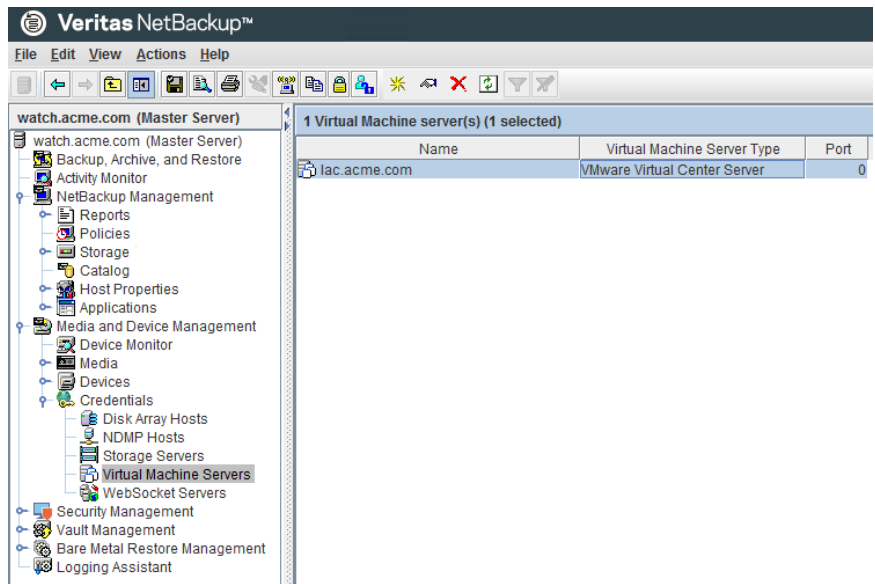 Veritas NetBackup™
File Edit View Actions Help
watch.acme.com (Master Server)
watch.acme.com (Master Server)
Backup, Archive, and Restore
Activity Monitor
NetBackup Management
Reports
Policies
Storage
Catalog
Host Properties
Applications
Media and Device Management
Device Monitor
Media
Devices
Credentials
Disk Array Hosts
NDMP Hosts
Storage Servers
Virtual Machine Servers
WebSocket Servers
Security Management
Vault Management
Bare Metal Restore Management
Logging Assistant
1 Virtual Machine server(s) (1 selected)
Name Virtual Machine Server Type Port
lac.acme.com VMware Virtual Center Server 0